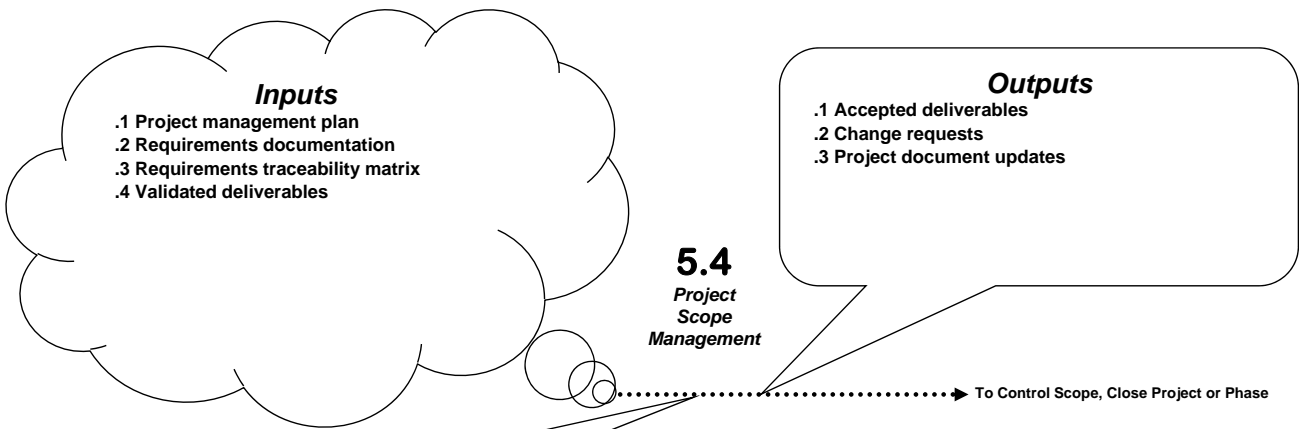 Inputs
.1 Project management plan
.2 Requirements documentation
.3 Requirements traceability matrix
.4 Validated deliverables
Outputs
.1 Accepted deliverables
.2 Change requests
.3 Project document updates
5.4
Project
Scope
Management
To Control Scope, Close Project or Phase